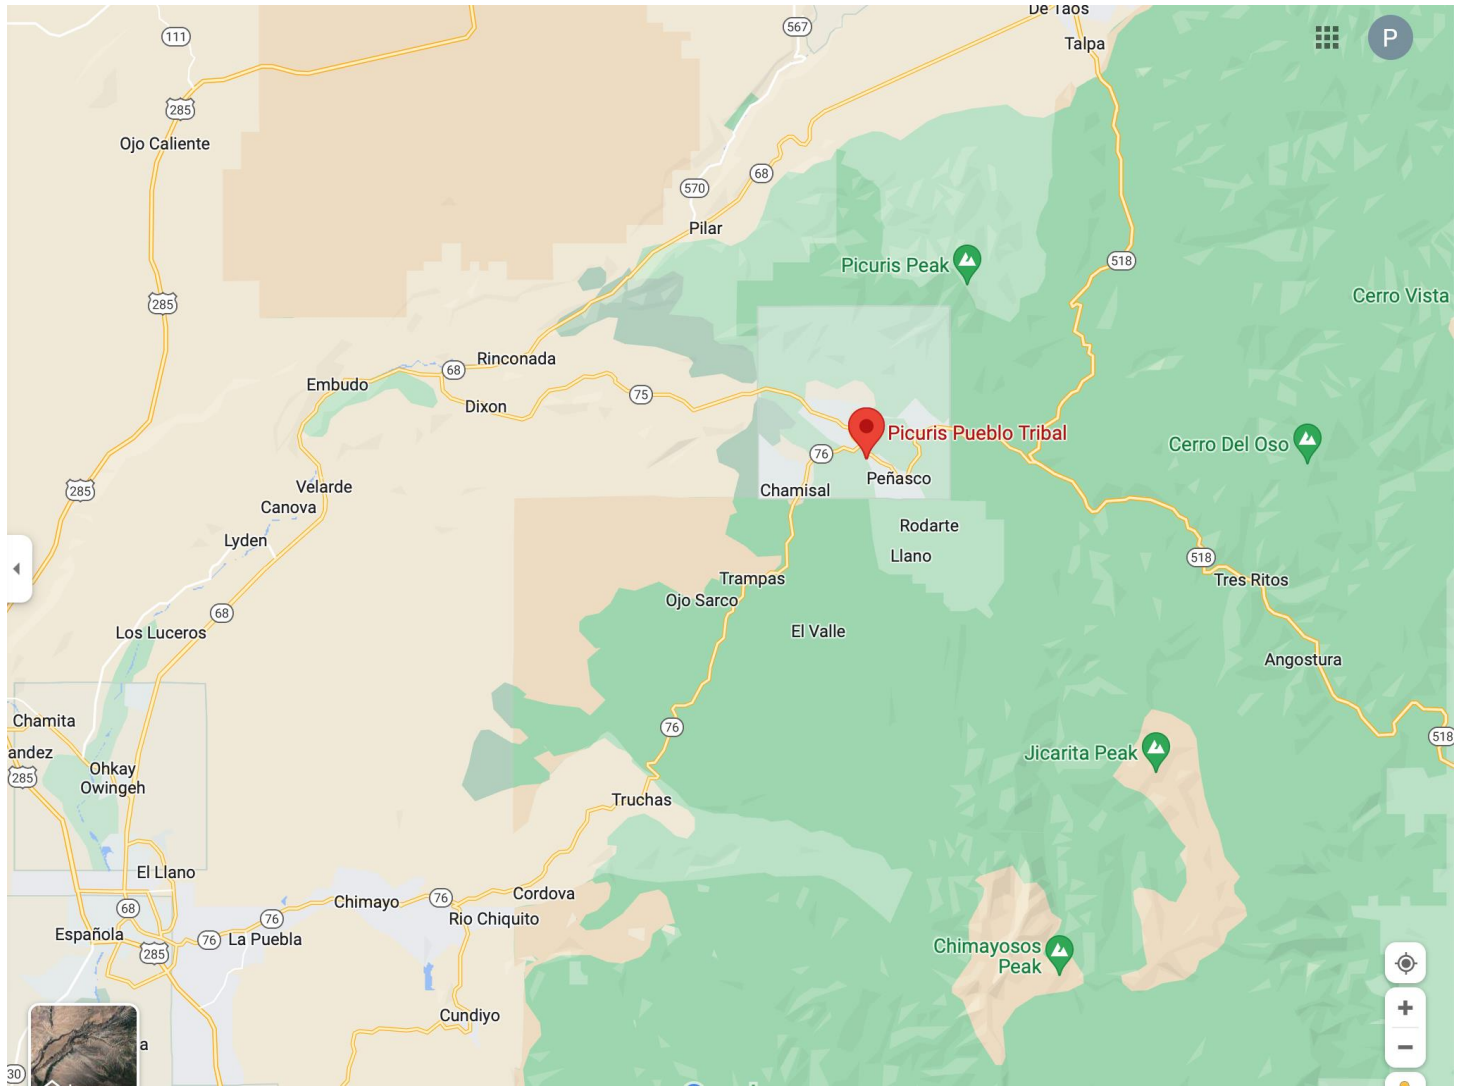 De Taos
567
111
P
Talpa
285
Ojo Caliente
68
570
Pilar
518
Picuris Peak
Cerro Vista
285
Rinconada
68
Embudo
75
Dixon
Picuris Pueblo Tribal
Cerro Del Oso
76
Peñasco
Chamisal
285
Velarde
Canova
Rodarte
Lyden
Llano
518
Trampas
Tres Ritos
Ojo Sarco
68
Los Luceros
El Valle
Angostura
Chamita
76
518
andez
Jicarita Peak
285
Ohkay
Owingeh
Truchas
El Llano
Cordova
Chimayo
76
68
76
Rio Chiquito
Española
76
La Puebla
285
Chimayosos
Peak
Cundiyo
a
30